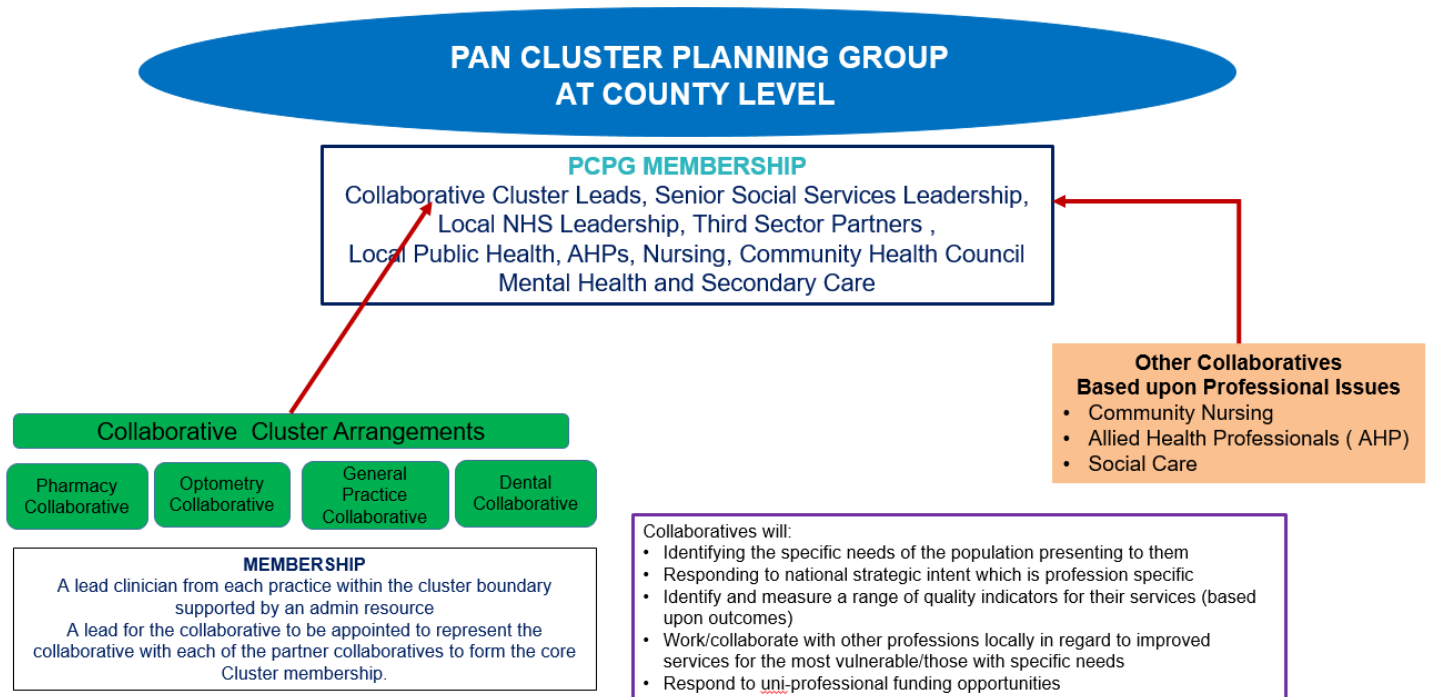 PAN CLUSTER PLANNING GROUP
AT COUNTY LEVEL
PCPG MEMBERSHIP
Collaborative Cluster Leads, Senior Social Services Leadership,
Local NHS Leadership, Third Sector Partners ,
Local Public Health, AHPs, Nursing, Community Health Council
Mental Health and Secondary Care
Other Collaboratives
Based upon Professional Issues
• Community Nursing
• Allied Health Professionals ( AHP)
• Social Care
Collaborative Cluster Arrangements
Pharmacy
Collaborative
Optometry
Collaborative
General
Practice
Collaborative
Dental
Collaborative
MEMBERSHIP
A lead clinician from each practice within the cluster boundary
supported by an admin resource
A lead for the collaborative to be appointed to represent the
collaborative with each of the partner collaboratives to form the core
Cluster membership.
Collaboratives will:
• Identifying the specific needs of the population presenting to them
• Responding to national strategic intent which is profession specific
• Identify and measure a range of quality indicators for their services (based
upon outcomes)
• Work/collaborate with other professions locally in regard to improved
services for the most vulnerable/those with specific needs
• Respond to uni-professional funding opportunities